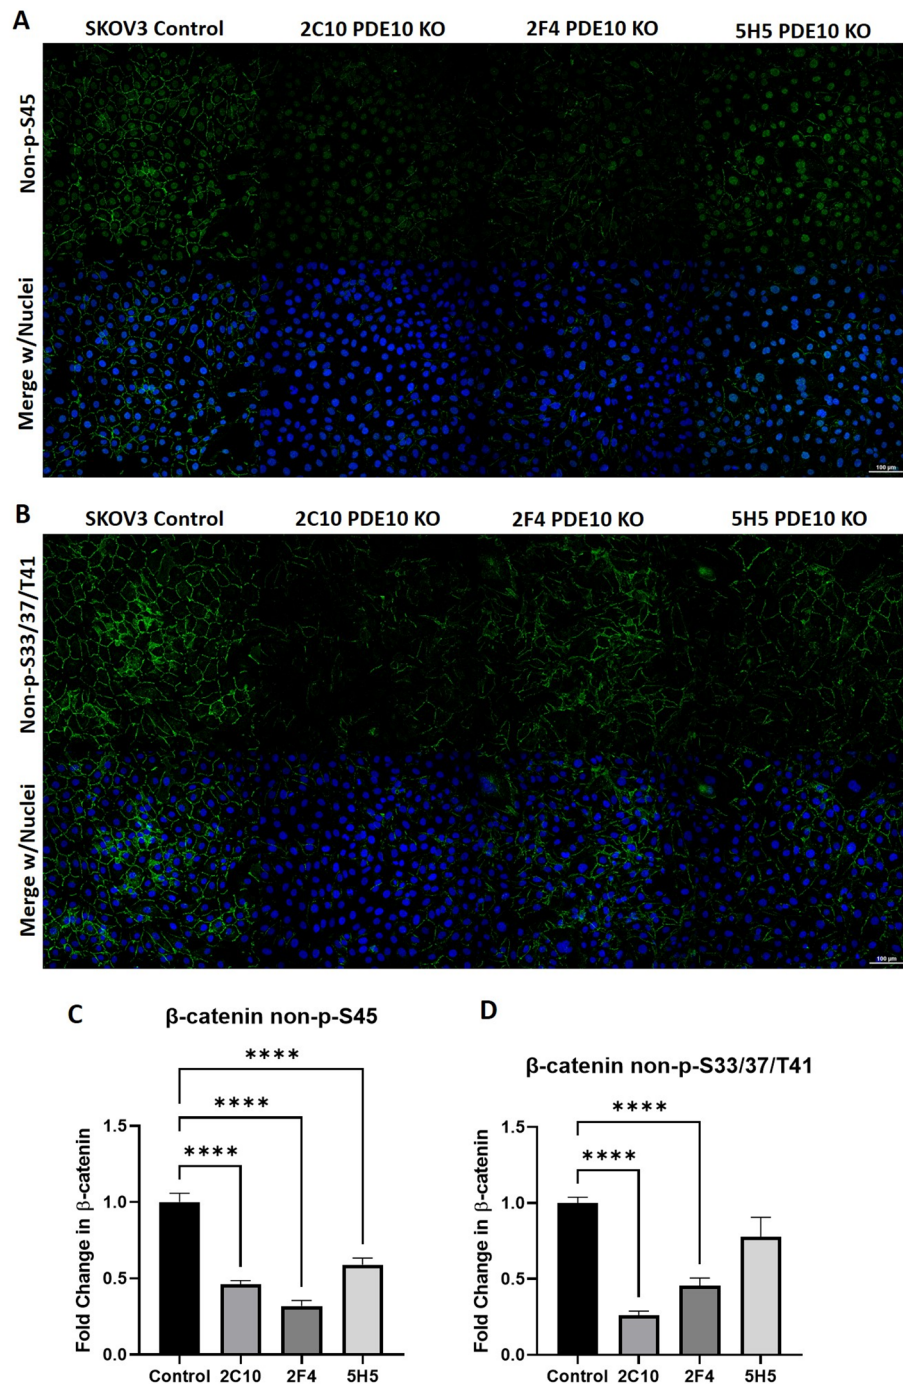 A
SKOV3 Control 2C10 PDE10 KO 2F4 PDE10 KO 5H5 PDE10 KO
Non-p-S45
Merge w/Nuclei
100 µm
B
SKOV3 Control 2C10 PDE10 KO 2F4 PDE10 KO 5H5 PDE10 KO
Non-p-S33/37/T41
Merge w/Nuclei
100 µm
C
β-catenin non-p-S45
****
****
****
Fold Change in β-catenin
1.5
1.0
0.5
0.0
Control 2C10 2F4 5H5
D
β-catenin non-p-S33/37/T41
****
****
Fold Change in β-catenin
1.5
1.0
0.5
0.0
Control 2C10 2F4 5H5